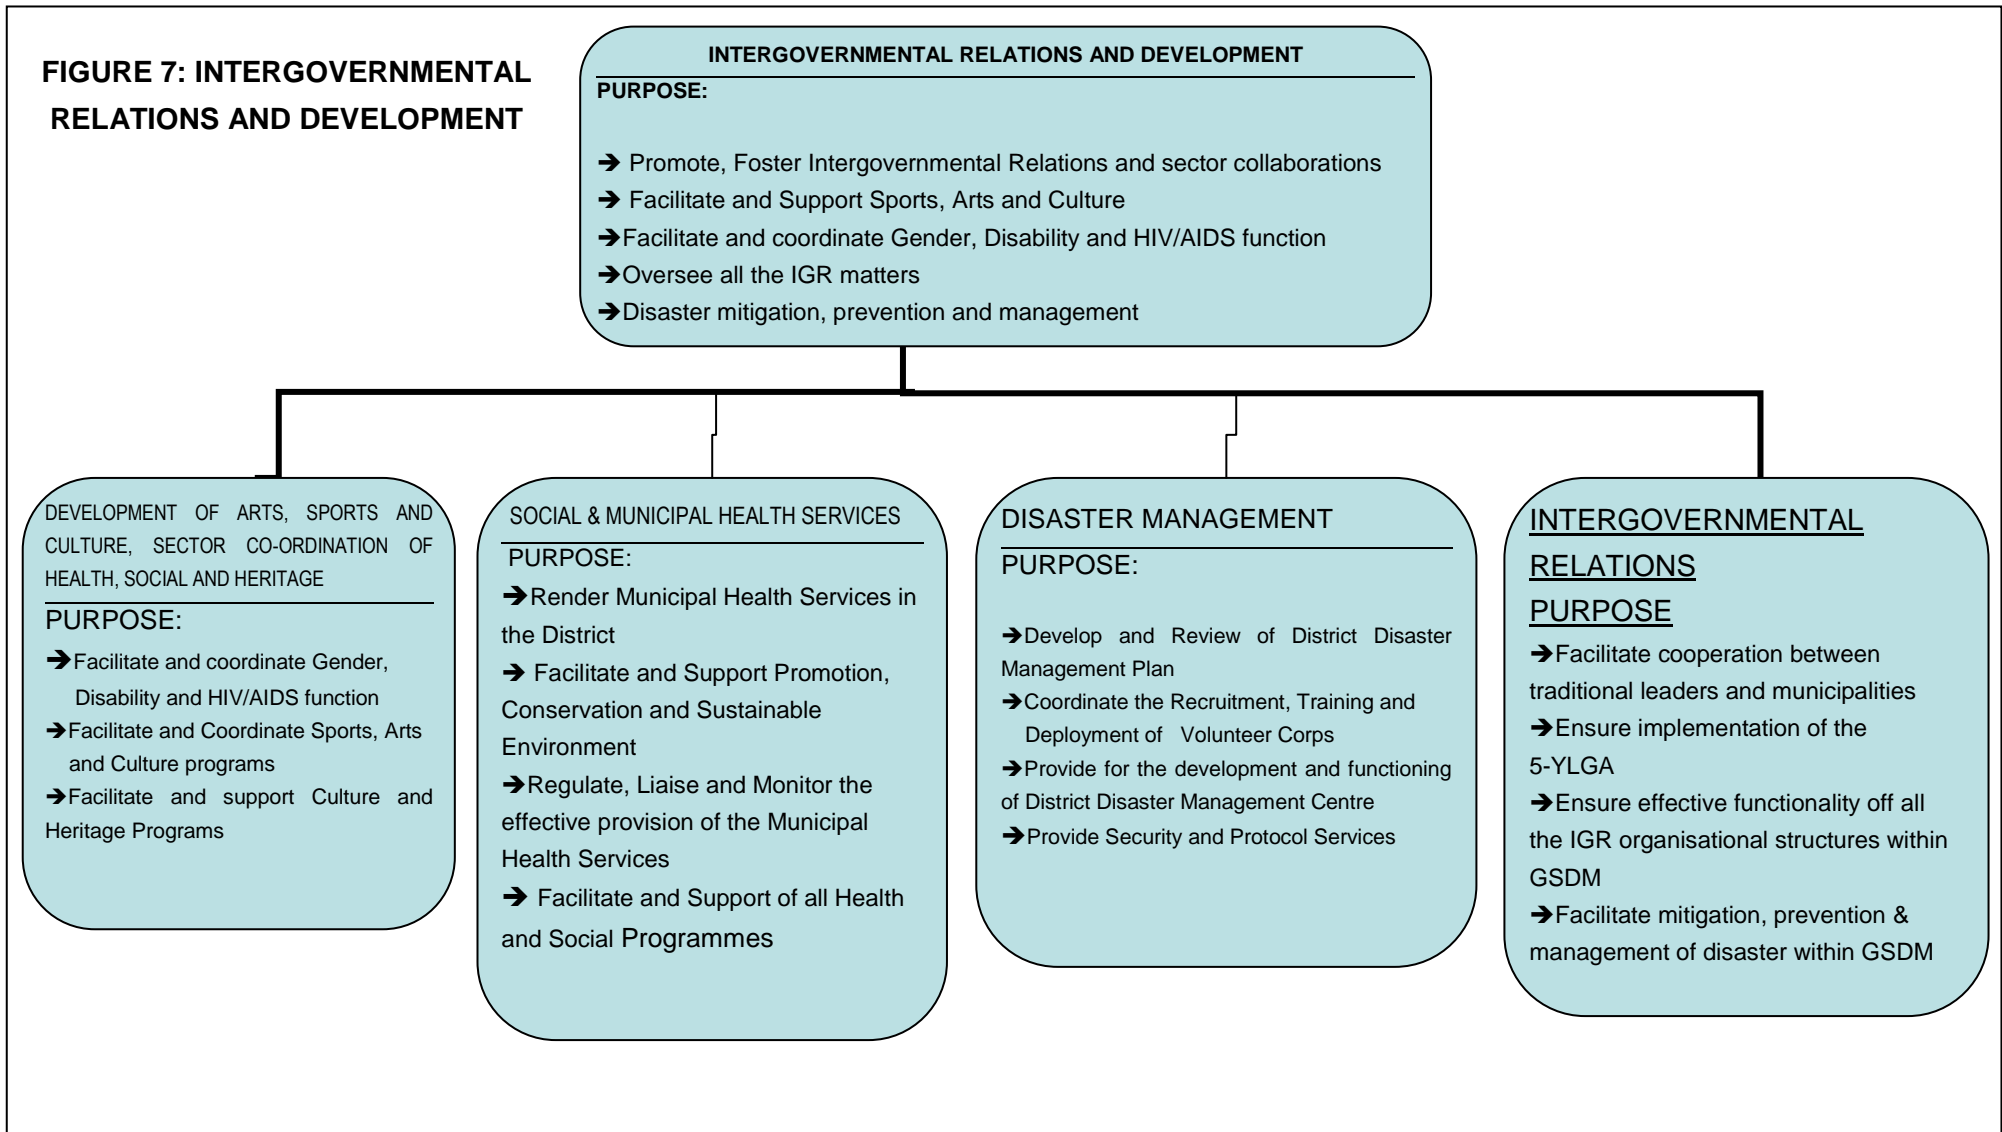 FIGURE 7: INTERGOVERNMENTAL
RELATIONS AND DEVELOPMENT
INTERGOVERNMENTAL RELATIONS AND DEVELOPMENT
PURPOSE:
➔ Promote, Foster Intergovernmental Relations and sector collaborations
➔ Facilitate and Support Sports, Arts and Culture
➔Facilitate and coordinate Gender, Disability and HIV/AIDS function
➔Oversee all the IGR matters
➔Disaster mitigation, prevention and management
DEVELOPMENT OF ARTS, SPORTS AND
CULTURE, SECTOR CO-ORDINATION OF
HEALTH, SOCIAL AND HERITAGE
PURPOSE:
➔Facilitate and coordinate Gender,
Disability and HIV/AIDS function
➔Facilitate and Coordinate Sports, Arts
and Culture programs
➔Facilitate and support Culture and
Heritage Programs
SOCIAL & MUNICIPAL HEALTH SERVICES
PURPOSE:
➔Render Municipal Health Services in
the District
➔ Facilitate and Support Promotion,
Conservation and Sustainable
Environment
➔Regulate, Liaise and Monitor the
effective provision of the Municipal
Health Services
➔ Facilitate and Support of all Health
and Social Programmes
DISASTER MANAGEMENT
PURPOSE:
➔Develop and Review of District Disaster
Management Plan
➔Coordinate the Recruitment, Training and
Deployment of Volunteer Corps
➔Provide for the development and functioning
of District Disaster Management Centre
➔Provide Security and Protocol Services
INTERGOVERNMENTAL
RELATIONS
PURPOSE
➔Facilitate cooperation between
traditional leaders and municipalities
➔Ensure implementation of the
5-YLGA
➔Ensure effective functionality off all
the IGR organisational structures within
GSDM
➔Facilitate mitigation, prevention &
management of disaster within GSDM